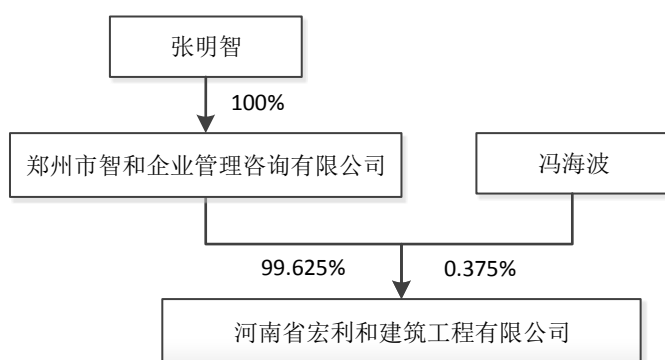 张明智
100%
郑州市智和企业管理咨询有限公司
冯海波
99.625%
0.375%
河南省宏利和建筑工程有限公司